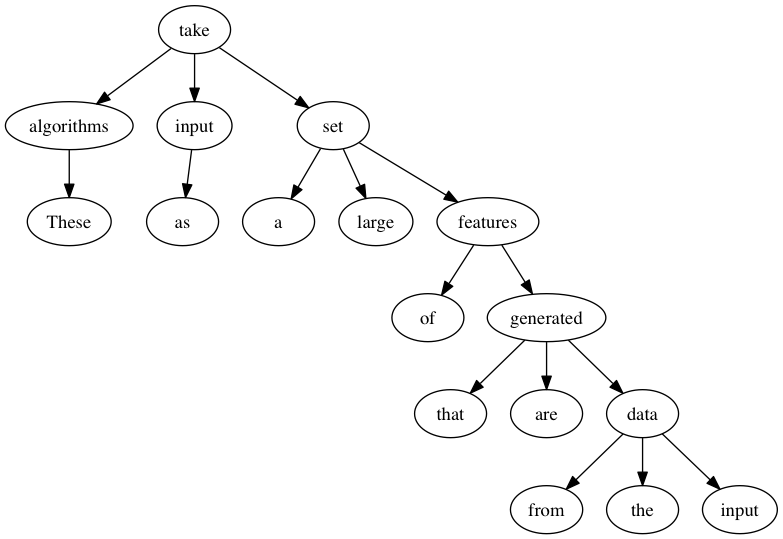 take
algorithms input set
These as a large features
of generated
that are data
from the input